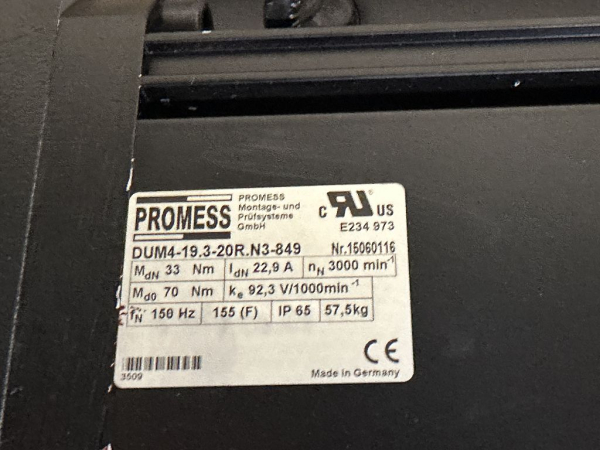 PROMESS
PROMESS
Montage- und
Prüfsysteme
GmbH
c RU US
E234 973
DUM4-19.3-20R.N3-849 Nr.15060116
MdN 33 Nm IdN 22,9 A nN 3000 min-1
Md0 70 Nm ke 92,3 V/1000min-1
fN 150 Hz 155 (F) IP 65 57,5kg
3509
CE
Made in Germany